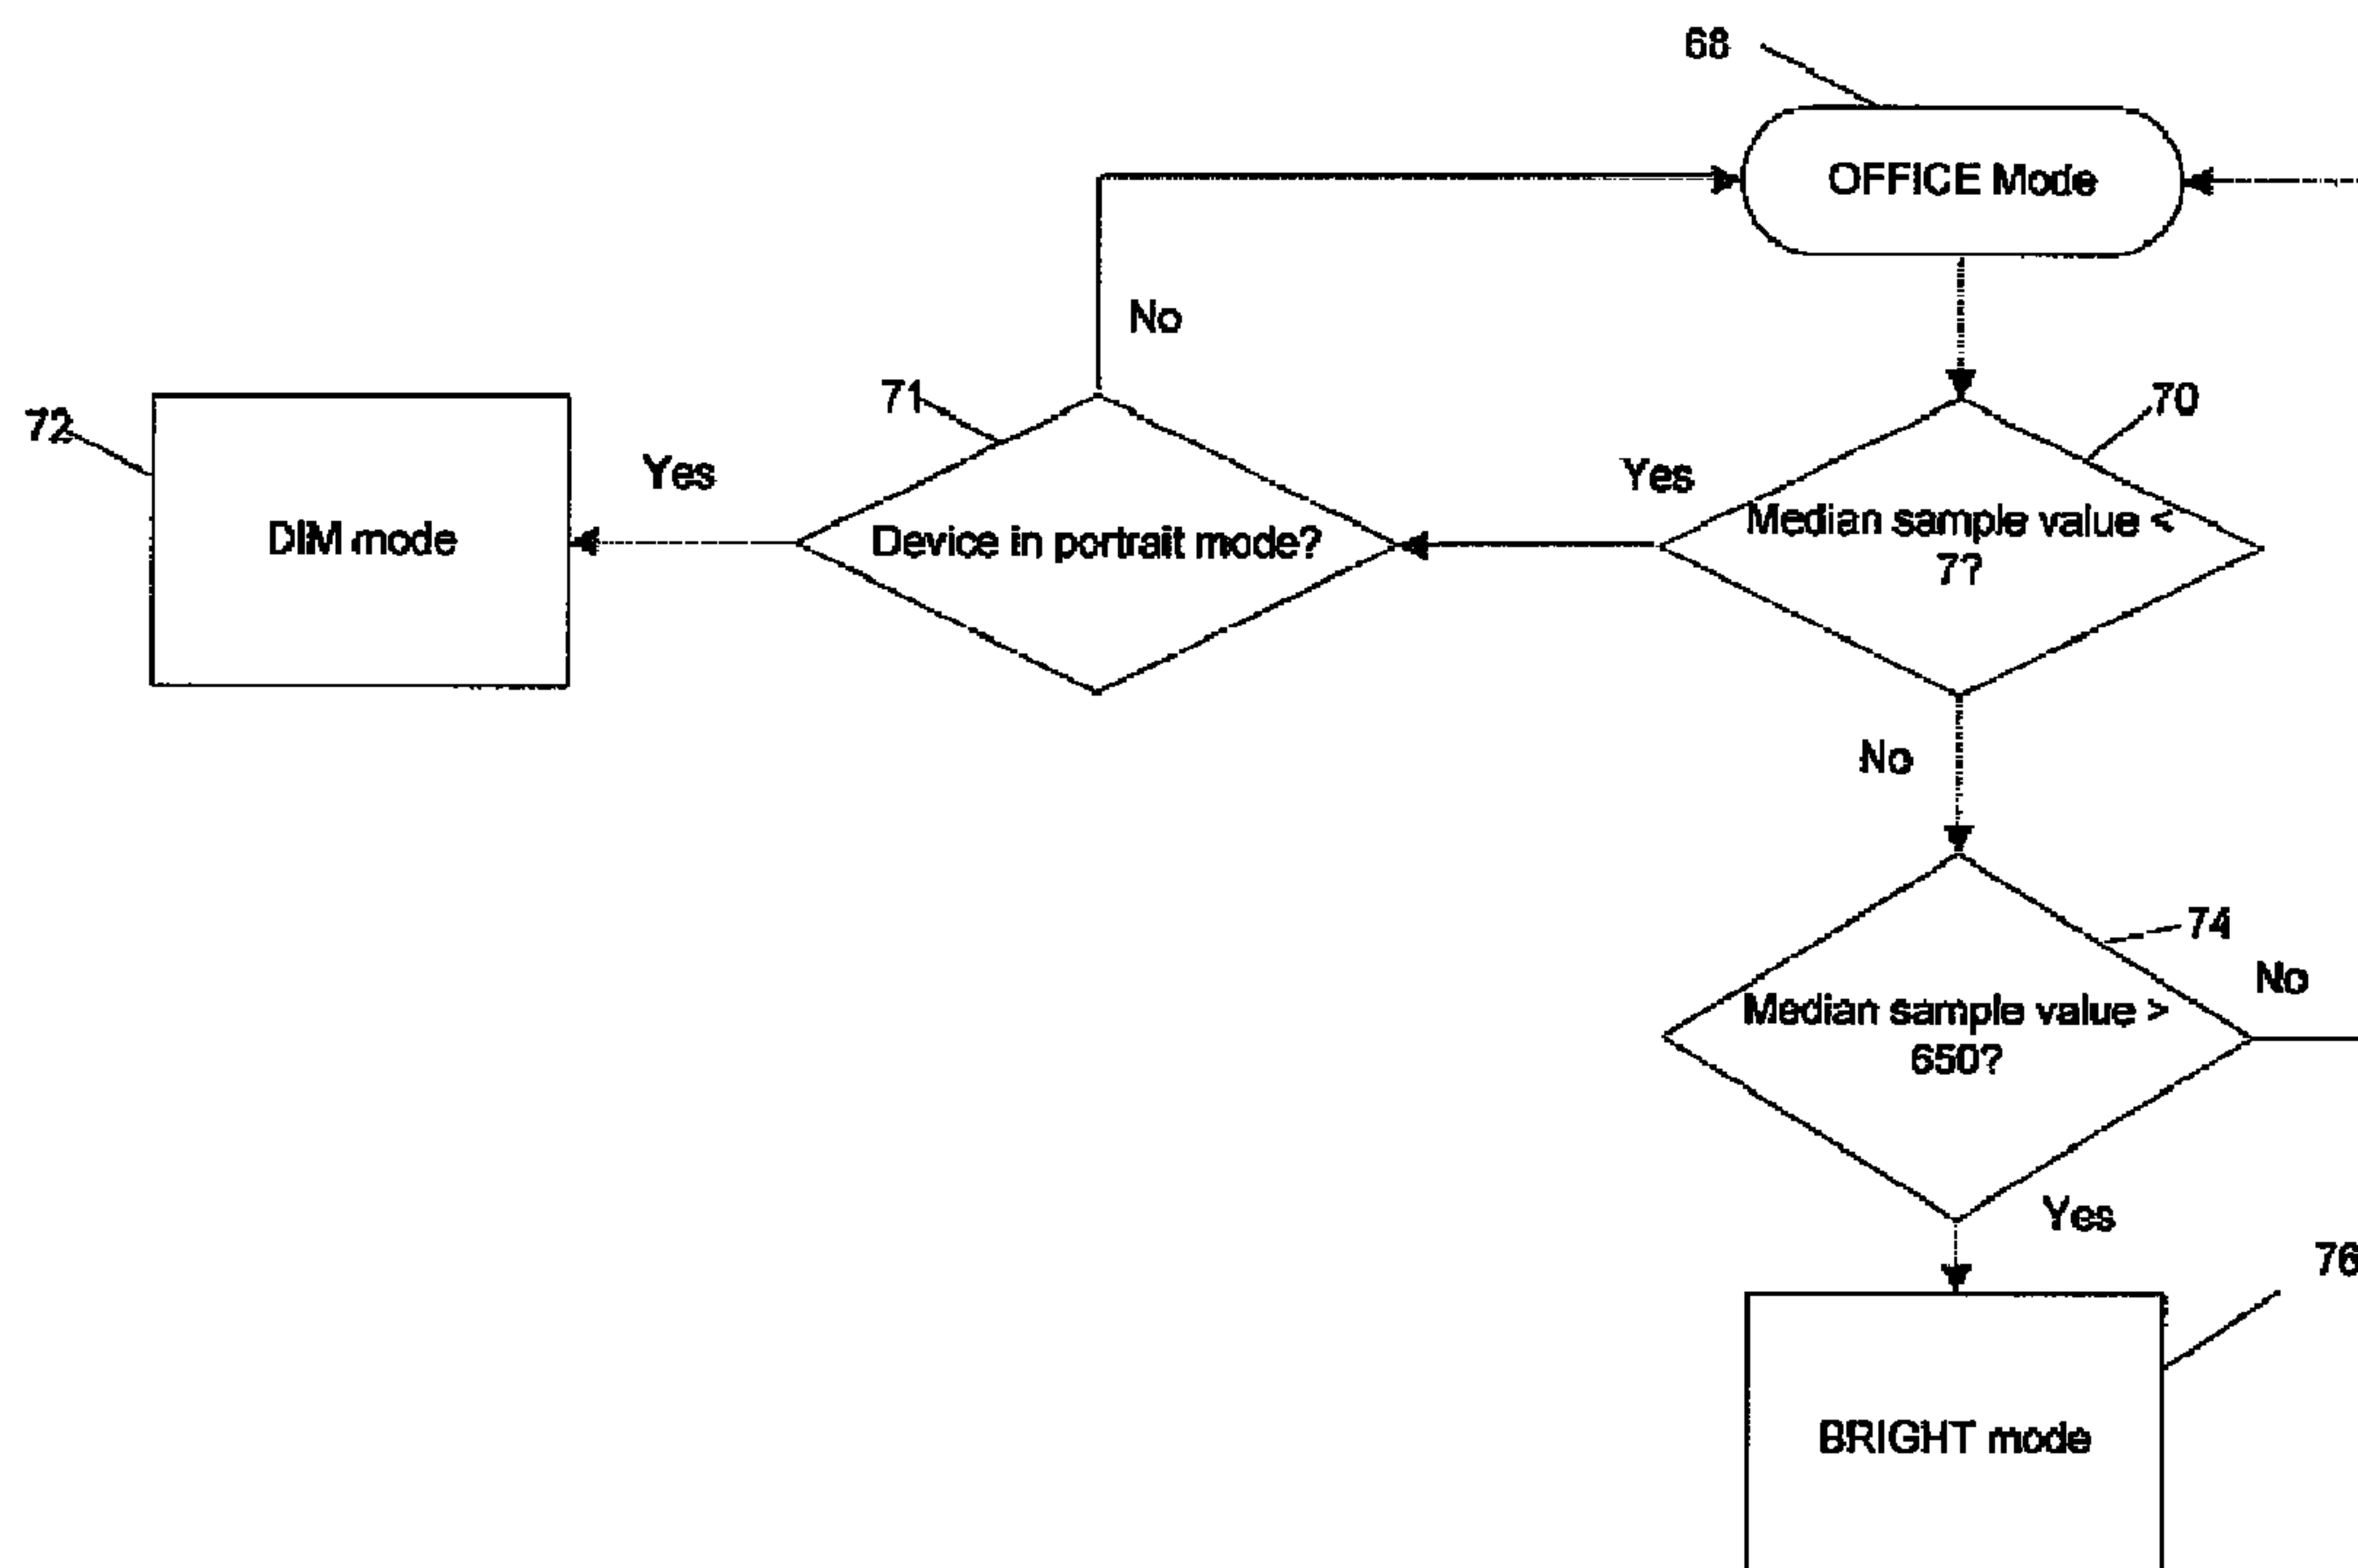 68
OFFICE Mode
No
72
71
70
Yes
Yes
DIM mode
Device in portrait mode?
Median sample value <
7?
No
74
No
Median sample value >
650?
Yes
76
BRIGHT mode